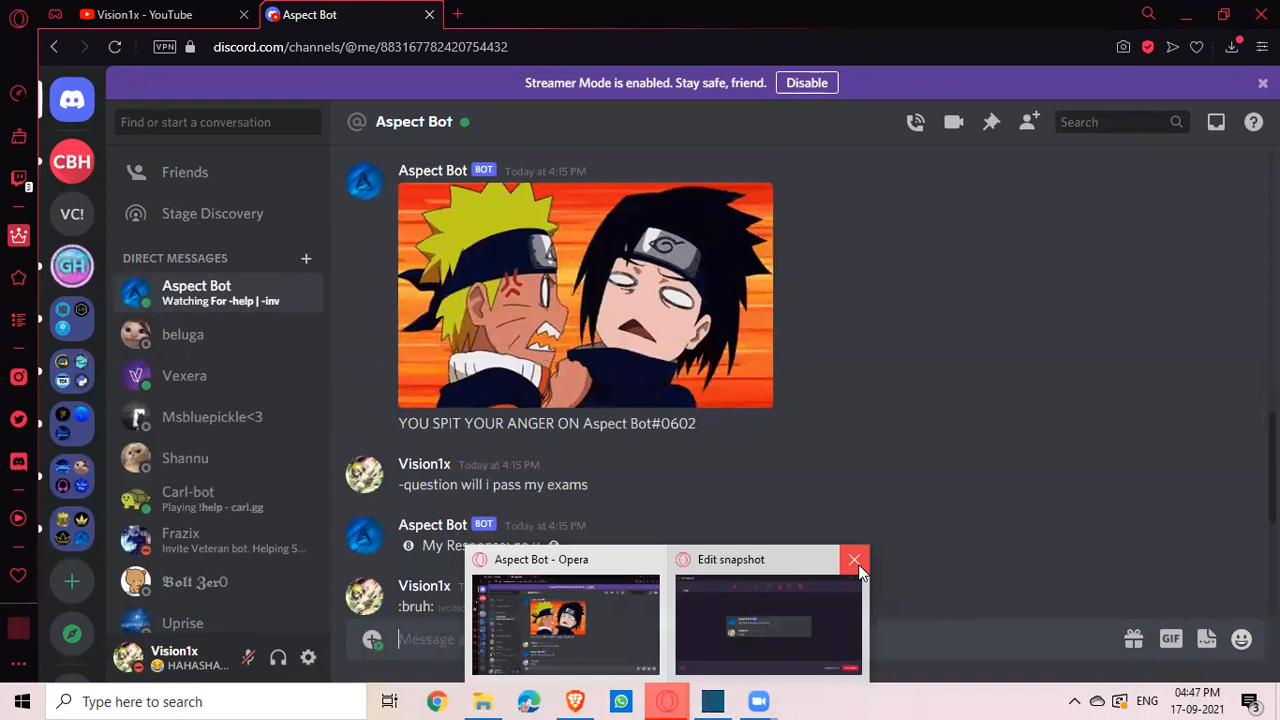 Vision1x - YouTube
Aspect Bot
VPN
discord.com/channels/@me/883167782420754432
Streamer Mode is enabled. Stay safe, friend.
Disable
Find or start a conversation
Aspect Bot
Search
CBH
Friends
Aspect Bot BOT Today at 4:15 PM
3
VC!
Stage Discovery
DIRECT MESSAGES
GH
Aspect Bot
Watching For -help | -inv
beluga
Vexera
Msbluepickle<3
YOU SPIT YOUR ANGER ON Aspect Bot#0602
Shannu
Vision1x Today at 4:15 PM
-question will i pass my exams
Carl-bot
Playing !help - carl.gg
Aspect Bot BOT Today at 4:15 PM
Frazix
Invite Veteran bot. Helping 5...
My Response:
Aspect Bot - Opera
Edit snapshot
Vision1x
:bruh:
𝕭𝖔𝖑𝖙 𝖅𝖊𝖗0
Uprise
Message
GIF
Vision1x
HAHASHA...
Type here to search
ENG
04:47 PM
17-09-2021
3